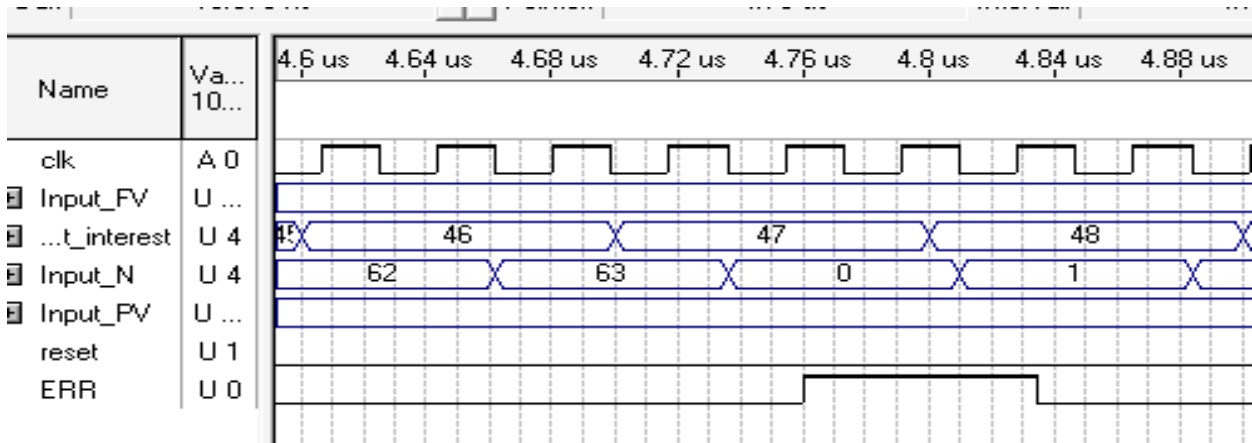 Name Va... 10... 4.6 us 4.64 us 4.68 us 4.72 us 4.76 us 4.8 us 4.84 us 4.88 us
clk A 0
Input_FV U ...
...t_interest U 4 45 46 47 48
Input_N U 4 62 63 0 1
Input_PV U ...
reset U 1
ERR U 0